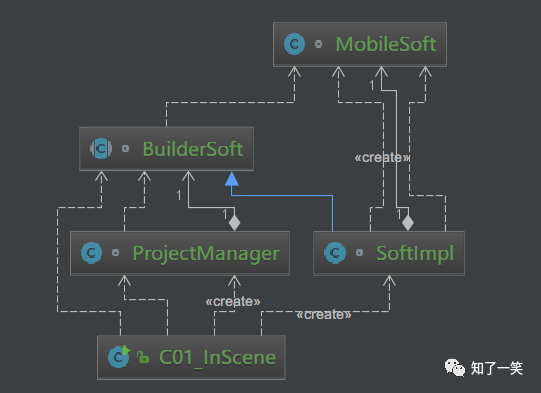 MobileSoft
1
«create»
BuilderSoft
1
1
1
ProjectManager
SoftImpl
«create»
«create»
C01_InScene
知了一笑